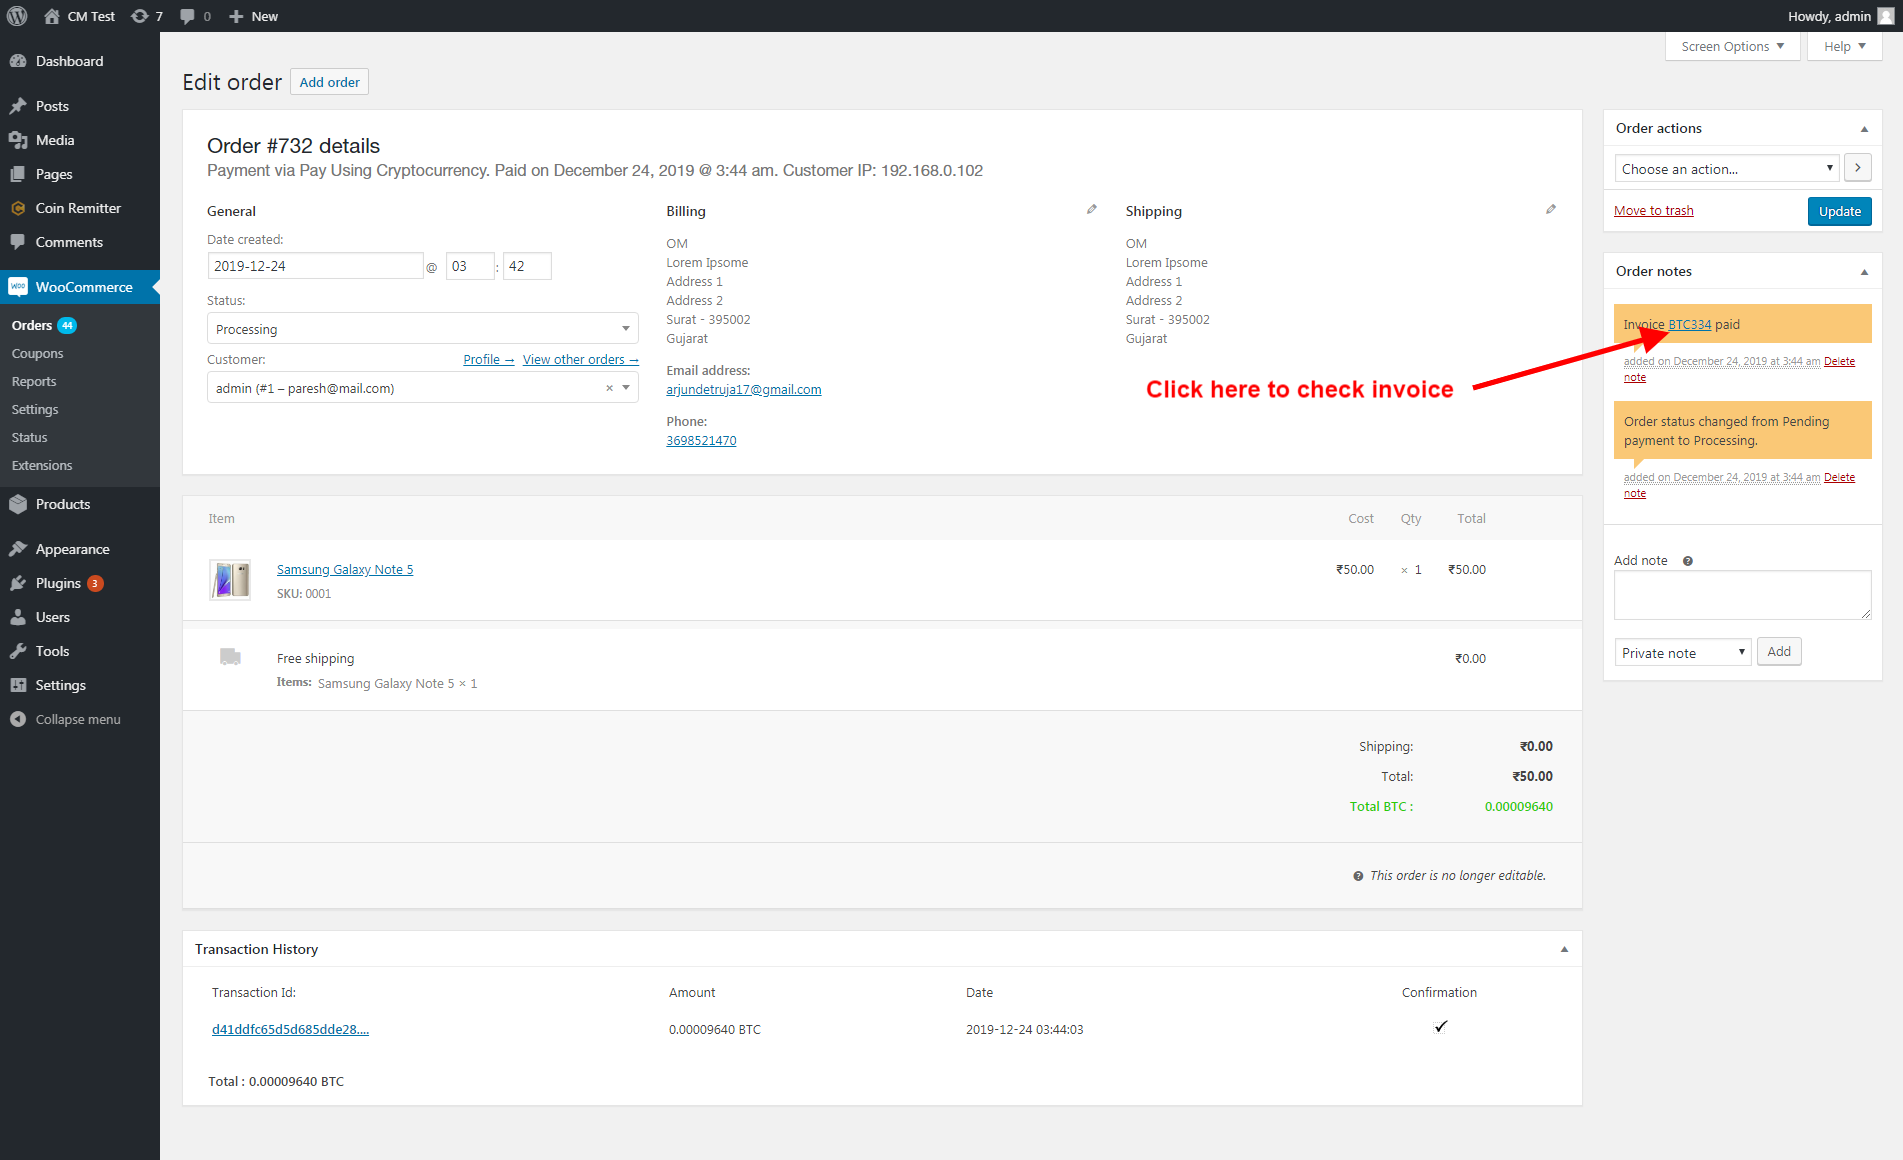 CM Test 7 0 New
Howdy, admin
Screen Options
Help
Dashboard
Posts
Media
Pages
Coin Remitter
Comments
WooCommerce
Orders 44
Coupons
Reports
Settings
Status
Extensions
Products
Appearance
Plugins 3
Users
Tools
Settings
Collapse menu
Edit order
Add order
Order #732 details
Payment via Pay Using Cryptocurrency. Paid on December 24, 2019 @ 3:44 am. Customer IP: 192.168.0.102
General
Date created:
2019-12-24 @ 03 : 42
Status:
Processing
Customer: Profile → View other orders →
admin (#1 – paresh@mail.com) ×
Billing
OM
Lorem Ipsome
Address 1
Address 2
Surat - 395002
Gujarat
Email address:
arjundetruja17@gmail.com
Phone:
3698521470
Shipping
OM
Lorem Ipsome
Address 1
Address 2
Surat - 395002
Gujarat
Click here to check invoice
Item Cost Qty Total
Samsung Galaxy Note 5 ₹50.00 × 1 ₹50.00
SKU: 0001
Free shipping ₹0.00
Items: Samsung Galaxy Note 5 × 1
Shipping: ₹0.00
Total: ₹50.00
Total BTC : 0.00009640
This order is no longer editable.
Transaction History
Transaction Id: Amount Date Confirmation
d41ddfc65d5d685dde28.... 0.00009640 BTC 2019-12-24 03:44:03 ✓
Total : 0.00009640 BTC
Order actions
Choose an action...
Move to trash
Update
Order notes
Invoice BTC334 paid
added on December 24, 2019 at 3:44 am Delete
note
Order status changed from Pending
payment to Processing.
added on December 24, 2019 at 3:44 am Delete
note
Add note
Private note
Add